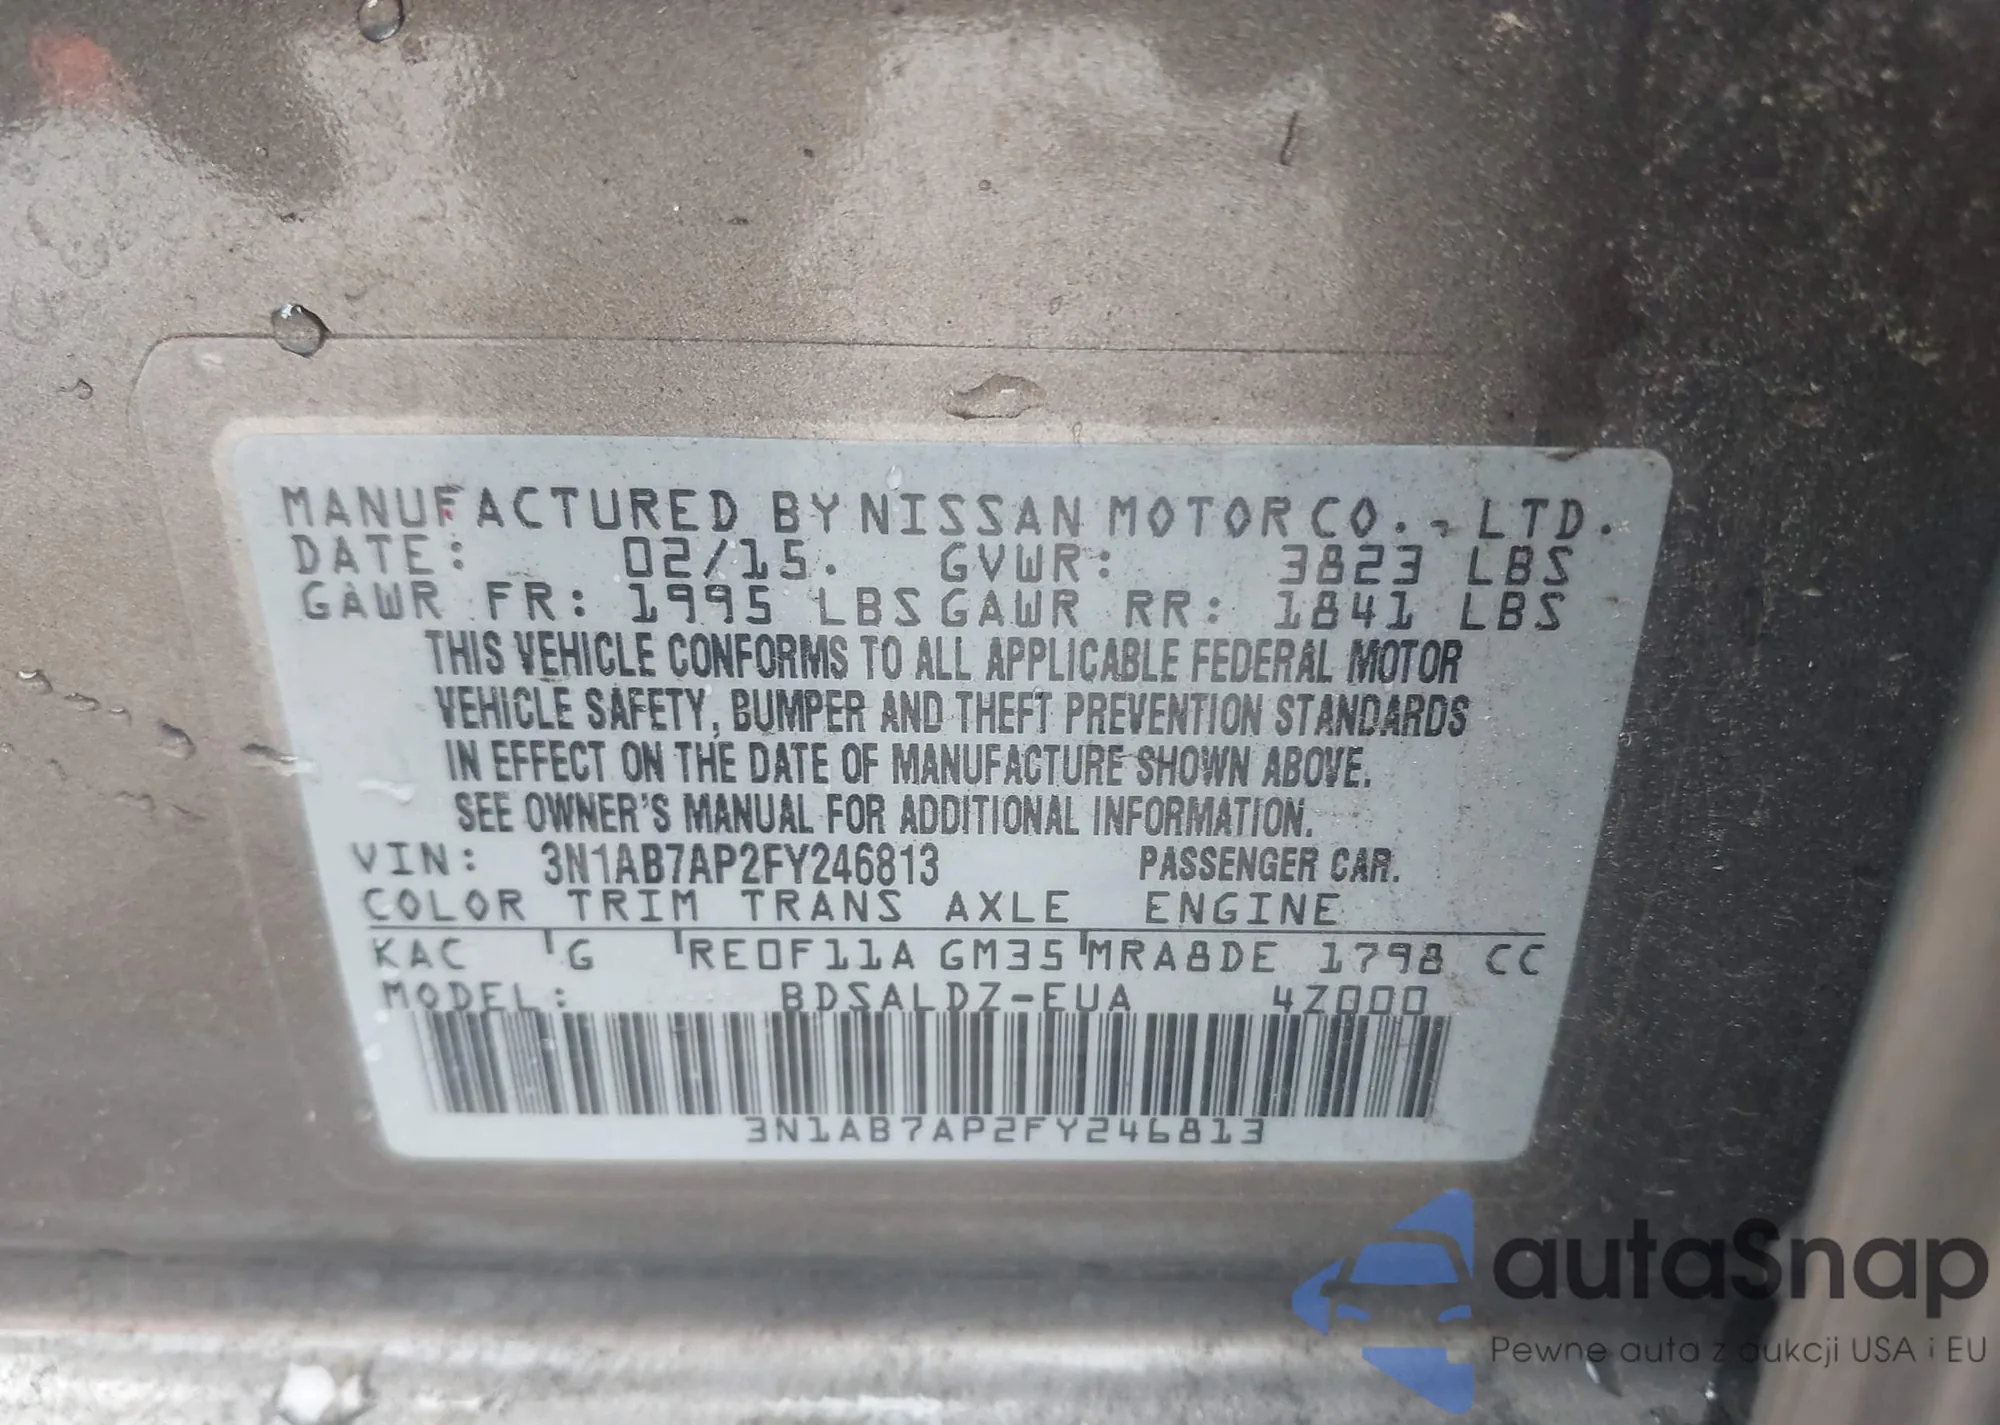 MANUFACTURED BY NISSAN MOTOR CO., LTD.
DATE: 02/15. GVWR: 3823 LBS
GAWR FR: 1995 LBS GAWR RR: 1841 LBS
THIS VEHICLE CONFORMS TO ALL APPLICABLE FEDERAL MOTOR
VEHICLE SAFETY, BUMPER AND THEFT PREVENTION STANDARDS
IN EFFECT ON THE DATE OF MANUFACTURE SHOWN ABOVE.
SEE OWNER'S MANUAL FOR ADDITIONAL INFORMATION.
VIN: 3N1AB7AP2FY246813 PASSENGER CAR.
COLOR TRIM TRANS AXLE ENGINE
KAC G RE0F11A GM35 MRA8DE 1798 CC
MODEL: BDSALDZ-EUA 4Z000
3N1AB7AP2FY246813
autaSnap
Pewne auta z aukcji USA i EU